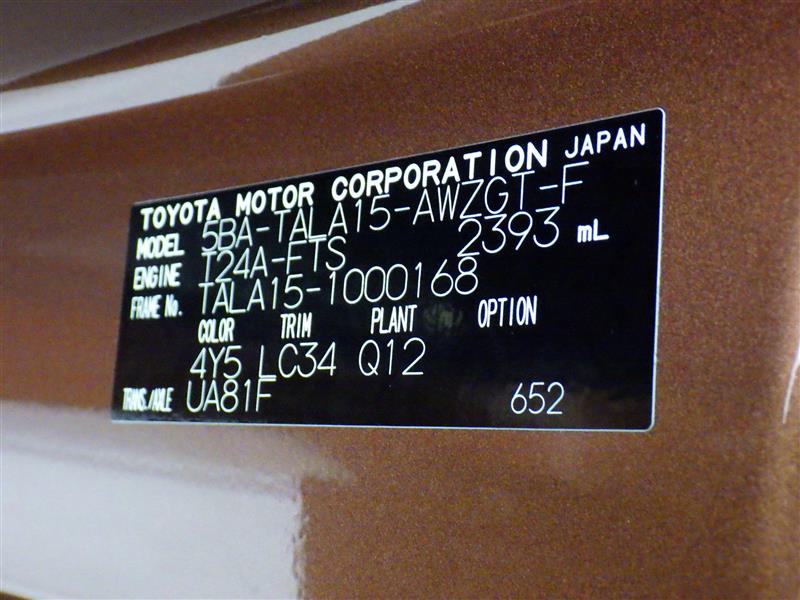 TOYOTA MOTOR CORPORATION JAPAN
MODEL 5BA-TALA15-AWZGT-F
ENGINE T24A-FTS 2393 mL
FRAME No. TALA15-1000168
COLOR TRIM PLANT OPTION
4Y5 LC34 Q12
TRANS./AXLE UA81F 652